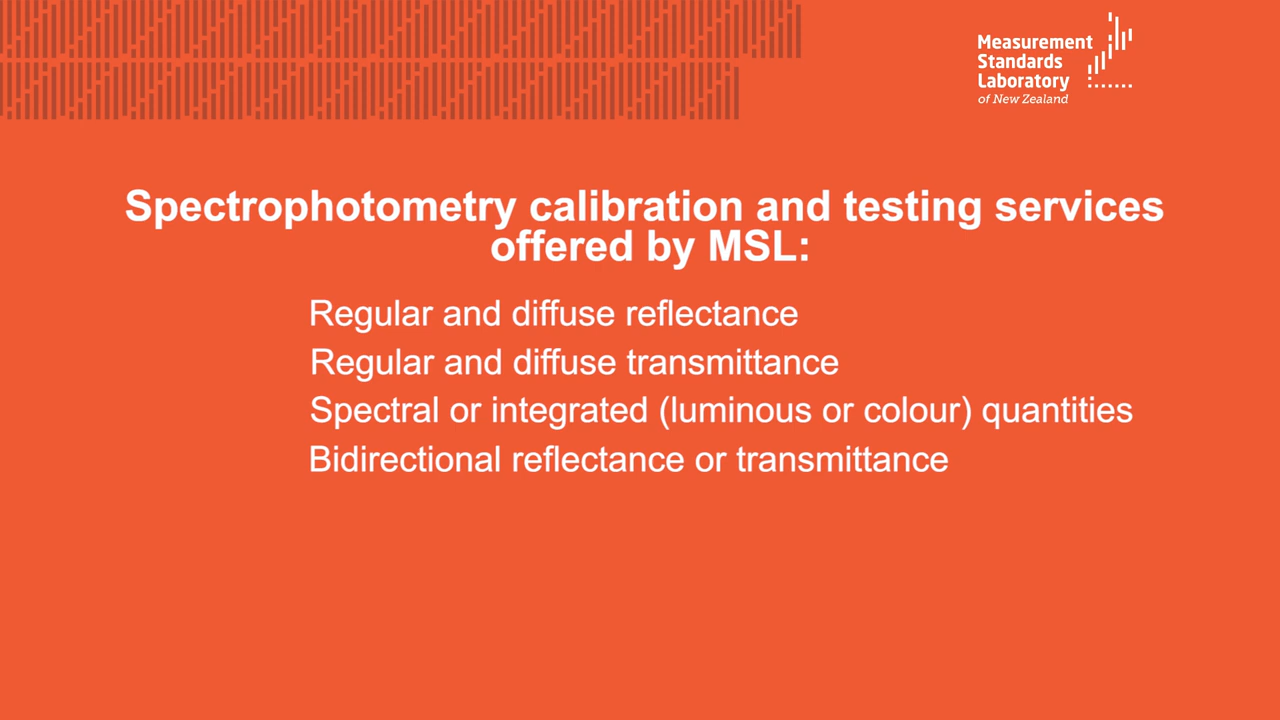 Measurement
Standards
Laboratory
of New Zealand
Spectrophotometry calibration and testing services
offered by MSL:
Regular and diffuse reflectance
Regular and diffuse transmittance
Spectral or integrated (luminous or colour) quantities
Bidirectional reflectance or transmittance